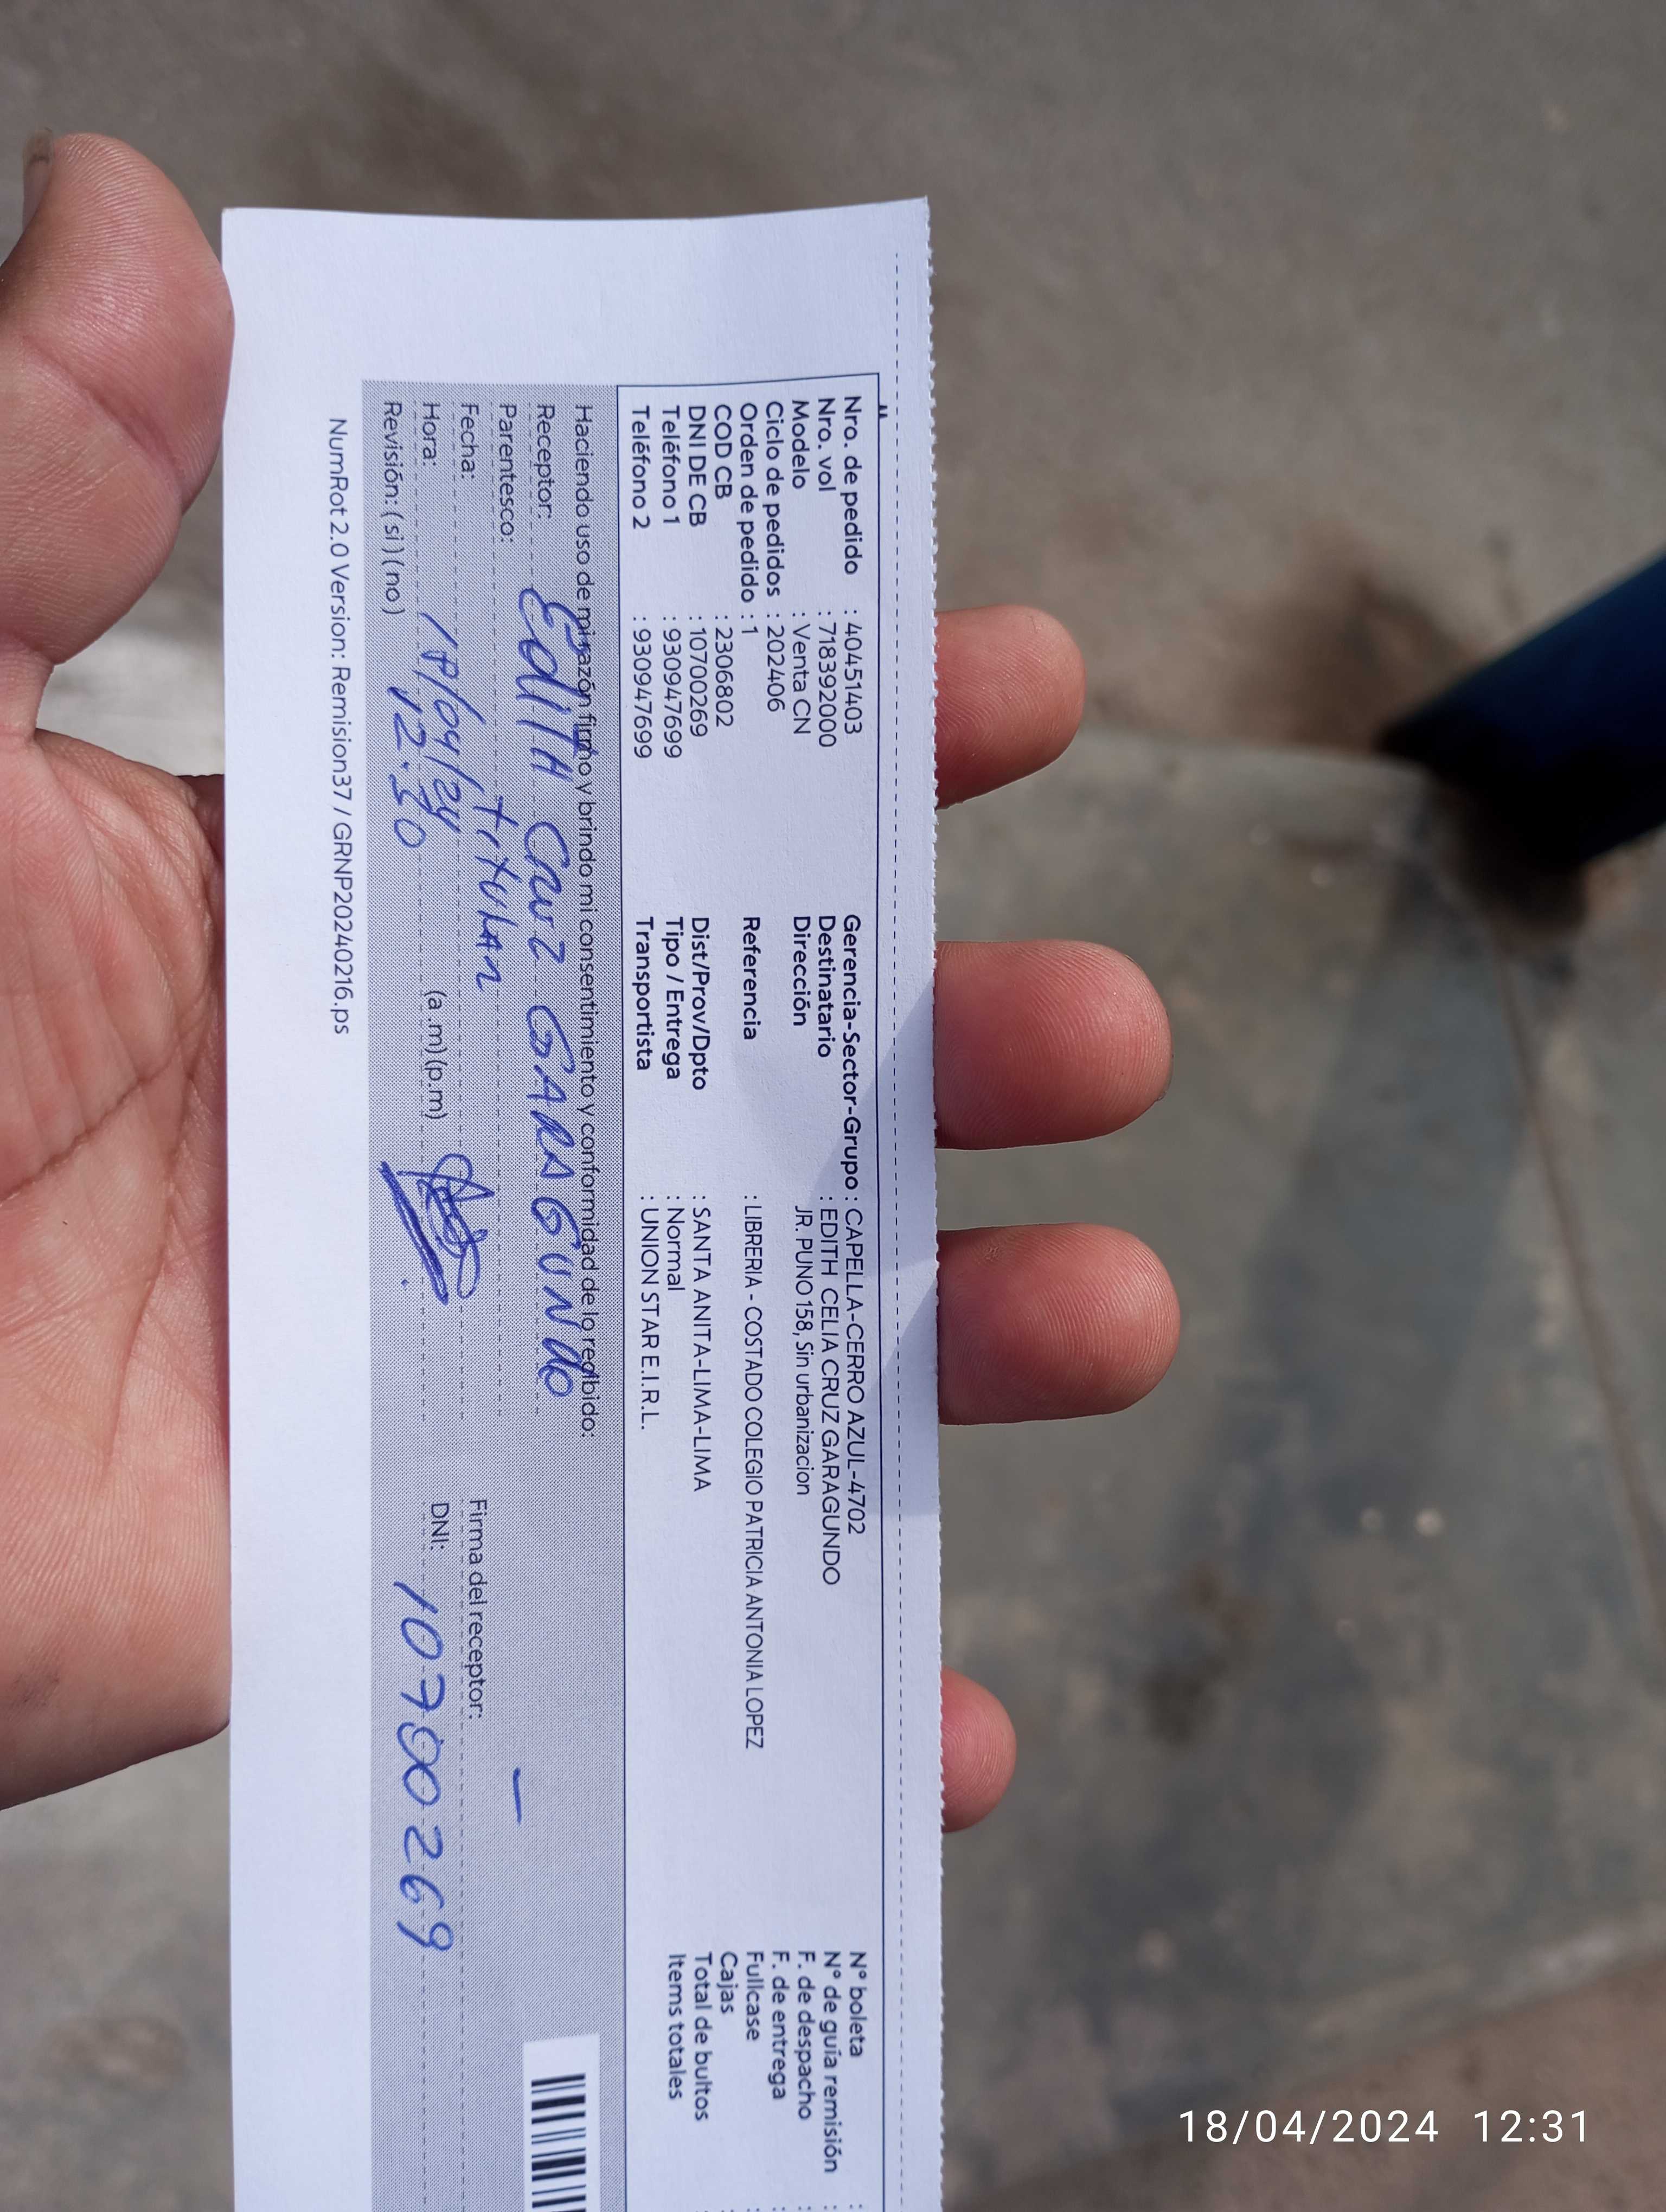 Nro. de pedido : 40451403
Nro. vol : 718392000
Modelo : Venta CN
Ciclo de pedidos : 202406
Orden de pedido : 1
COD CB : 2306802
DNI DE CB : 10700269
Teléfono 1 : 930947699
Teléfono 2 : 930947699
Gerencia-Sector-Grupo : CAPELLA-CERRO AZUL-4702
Destinatario : EDITH CELIA CRUZ GARAGUNDO
Dirección JR. PUNO 158, Sin urbanizacion
Referencia : LIBRERIA - COSTADO COLEGIO PATRICIA ANTONIA LOPEZ
Dist/Prov/Dpto : SANTA ANITA-LIMA-LIMA
Tipo / Entrega : Normal
Transportista : UNION STAR E.I.R.L.
N° boleta :
N° de guía remisión :
F. de despacho :
F. de entrega :
Fullcase :
Cajas :
Total de bultos :
Items totales
Haciendo uso de mi razón firmo y brindo mi consentimiento y conformidad de lo recibido:
Receptor: Edith Cruz GARAGUNdo
Parentesco: titular
Fecha: 18/04/24
Hora: 12:30 (a .m) (p.m)
Revisión: ( si ) ( no )
Firma del receptor:
DNI: 10700269
NumRot 2.0 Version: Remision37 / GRNP20240216.ps
18/04/2024 12:31